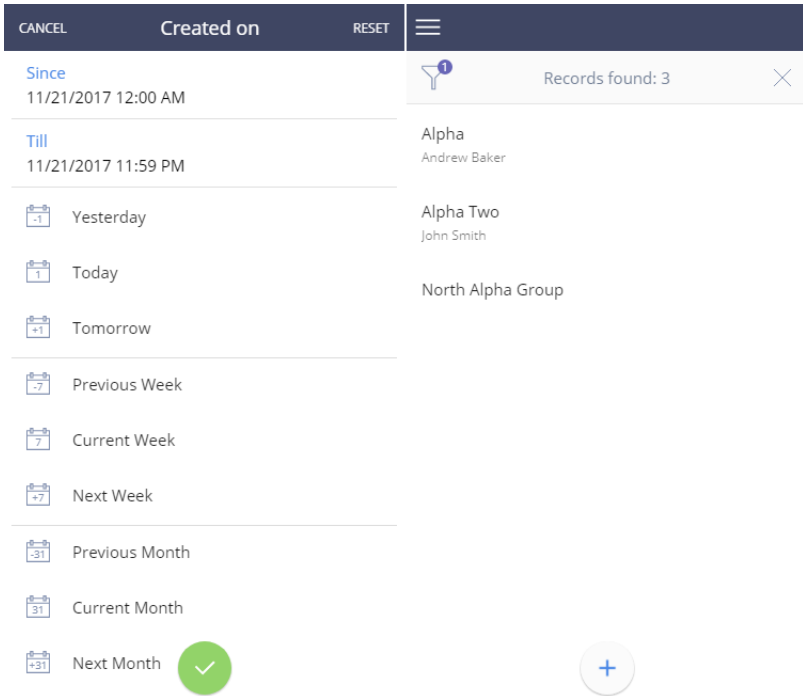 CANCEL Created on RESET
Since
11/21/2017 12:00 AM
Till
11/21/2017 11:59 PM
-1 Yesterday
1 Today
+1 Tomorrow
-7 Previous Week
7 Current Week
+7 Next Week
-31 Previous Month
31 Current Month
+31 Next Month
1
Records found: 3
Alpha
Andrew Baker
Alpha Two
John Smith
North Alpha Group